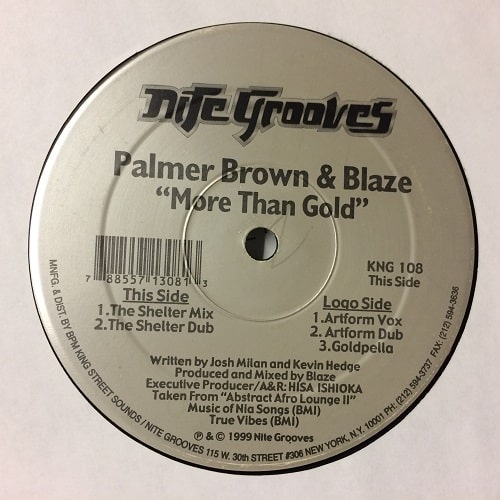 Nite Grooves
Palmer Brown & Blaze
“More Than Gold”
7 88557 13081 3
KNG 108
This Side
This Side
1.The Shelter Mix
2.The Shelter Dub
Logo Side
1.Artform Vox
2. Artform Dub
3.Goldpella
Written by Josh Milan and Kevin Hedge
Produced and Mixed by Blaze
Executive Producer/A&R: HISA ISHIOKA
Taken From “Abstract Afro Lounge II”
Music of Nia Songs (BMI)
True Vibes (BMI)
℗ & © 1999 Nite Grooves
MNFG. & DIST. BY BPM KING STREET SOUNDS / NITE GROOVES 115 W. 30th STREET #306 NEW YORK, N.Y. 10001 PH: (212) 594-3737 FAX: (212) 594-3636